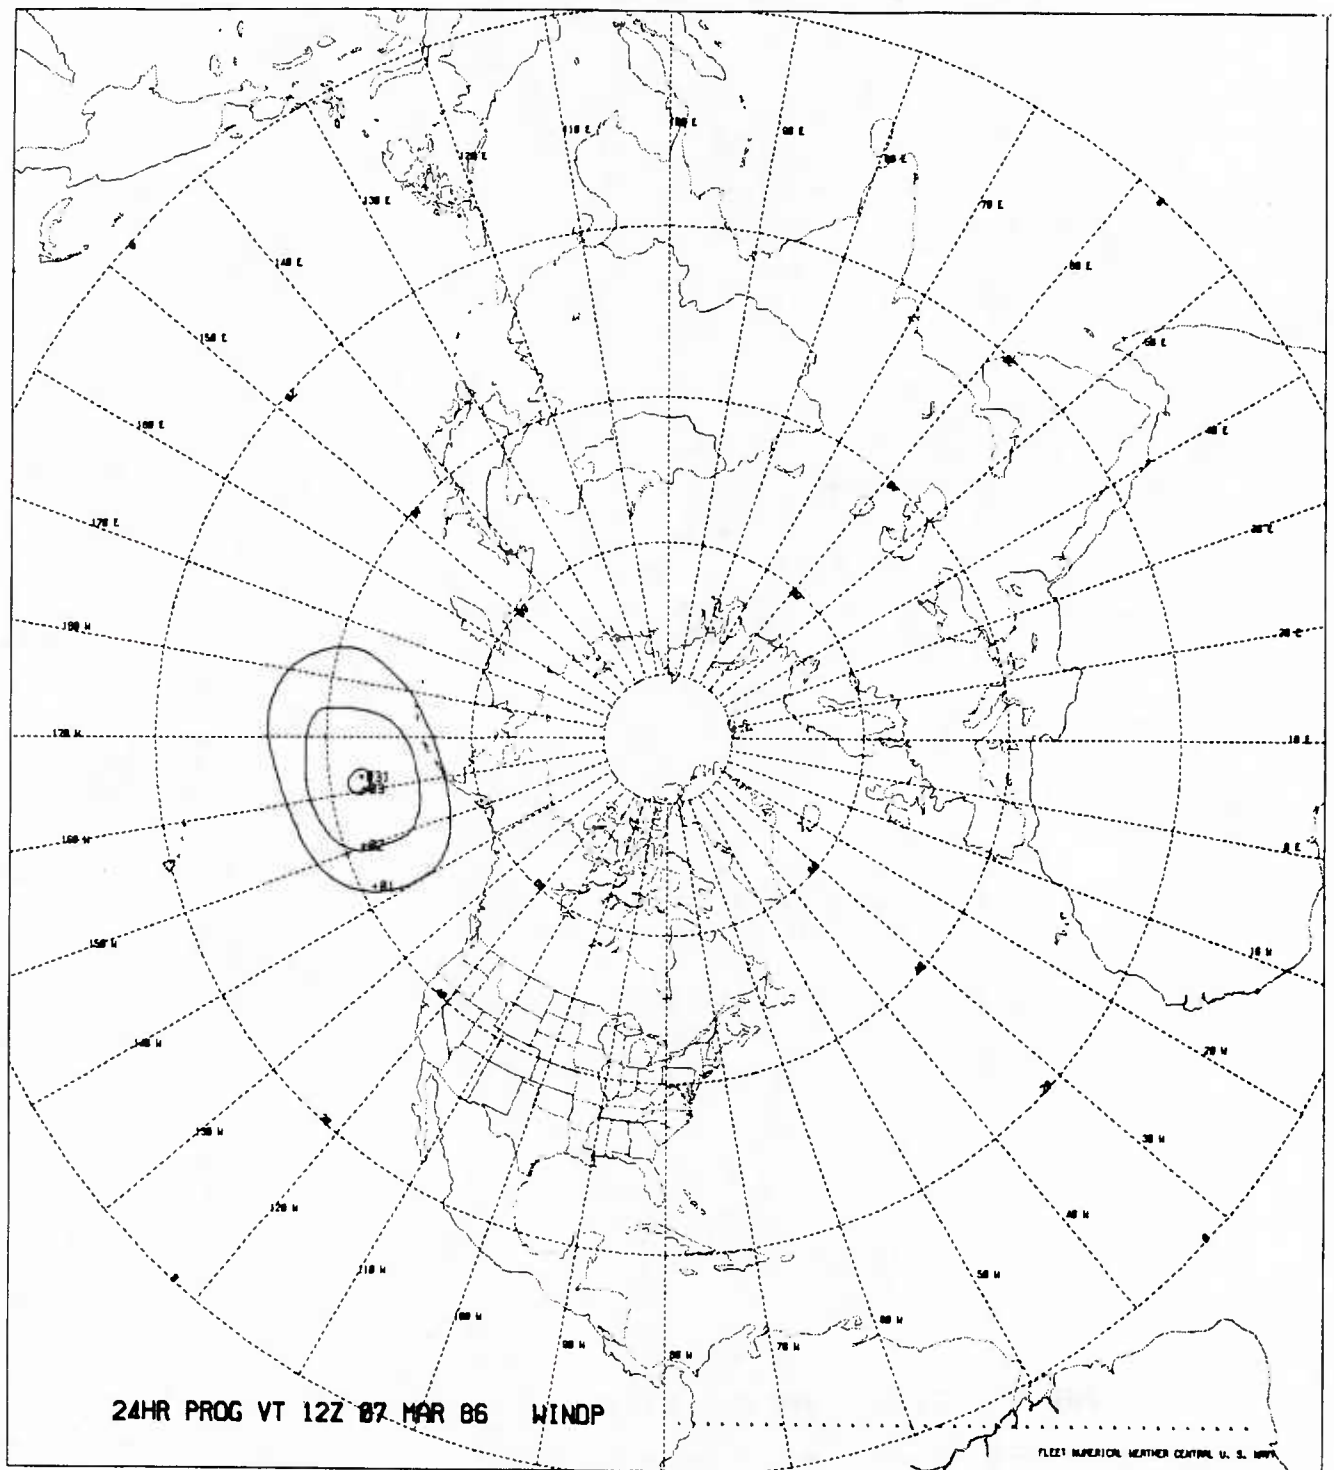 110 E
100 E
90 E
120 E
80 E
130 E
70 E
140 E
60 E
150 E
50 E
160 E
40 E
170 E
30 E
180 W
20 E
170 W
10 E
160 W
0 E
150 W
10 W
140 W
20 W
130 W
30 W
120 W
40 W
110 W
50 W
100 W
60 W
90 W
80 W
70 W
+02
+01
24HR PROG VT 12Z 07 MAR 86 WINDP
FLEET NUMERICAL WEATHER CENTRAL U. S. NAVY